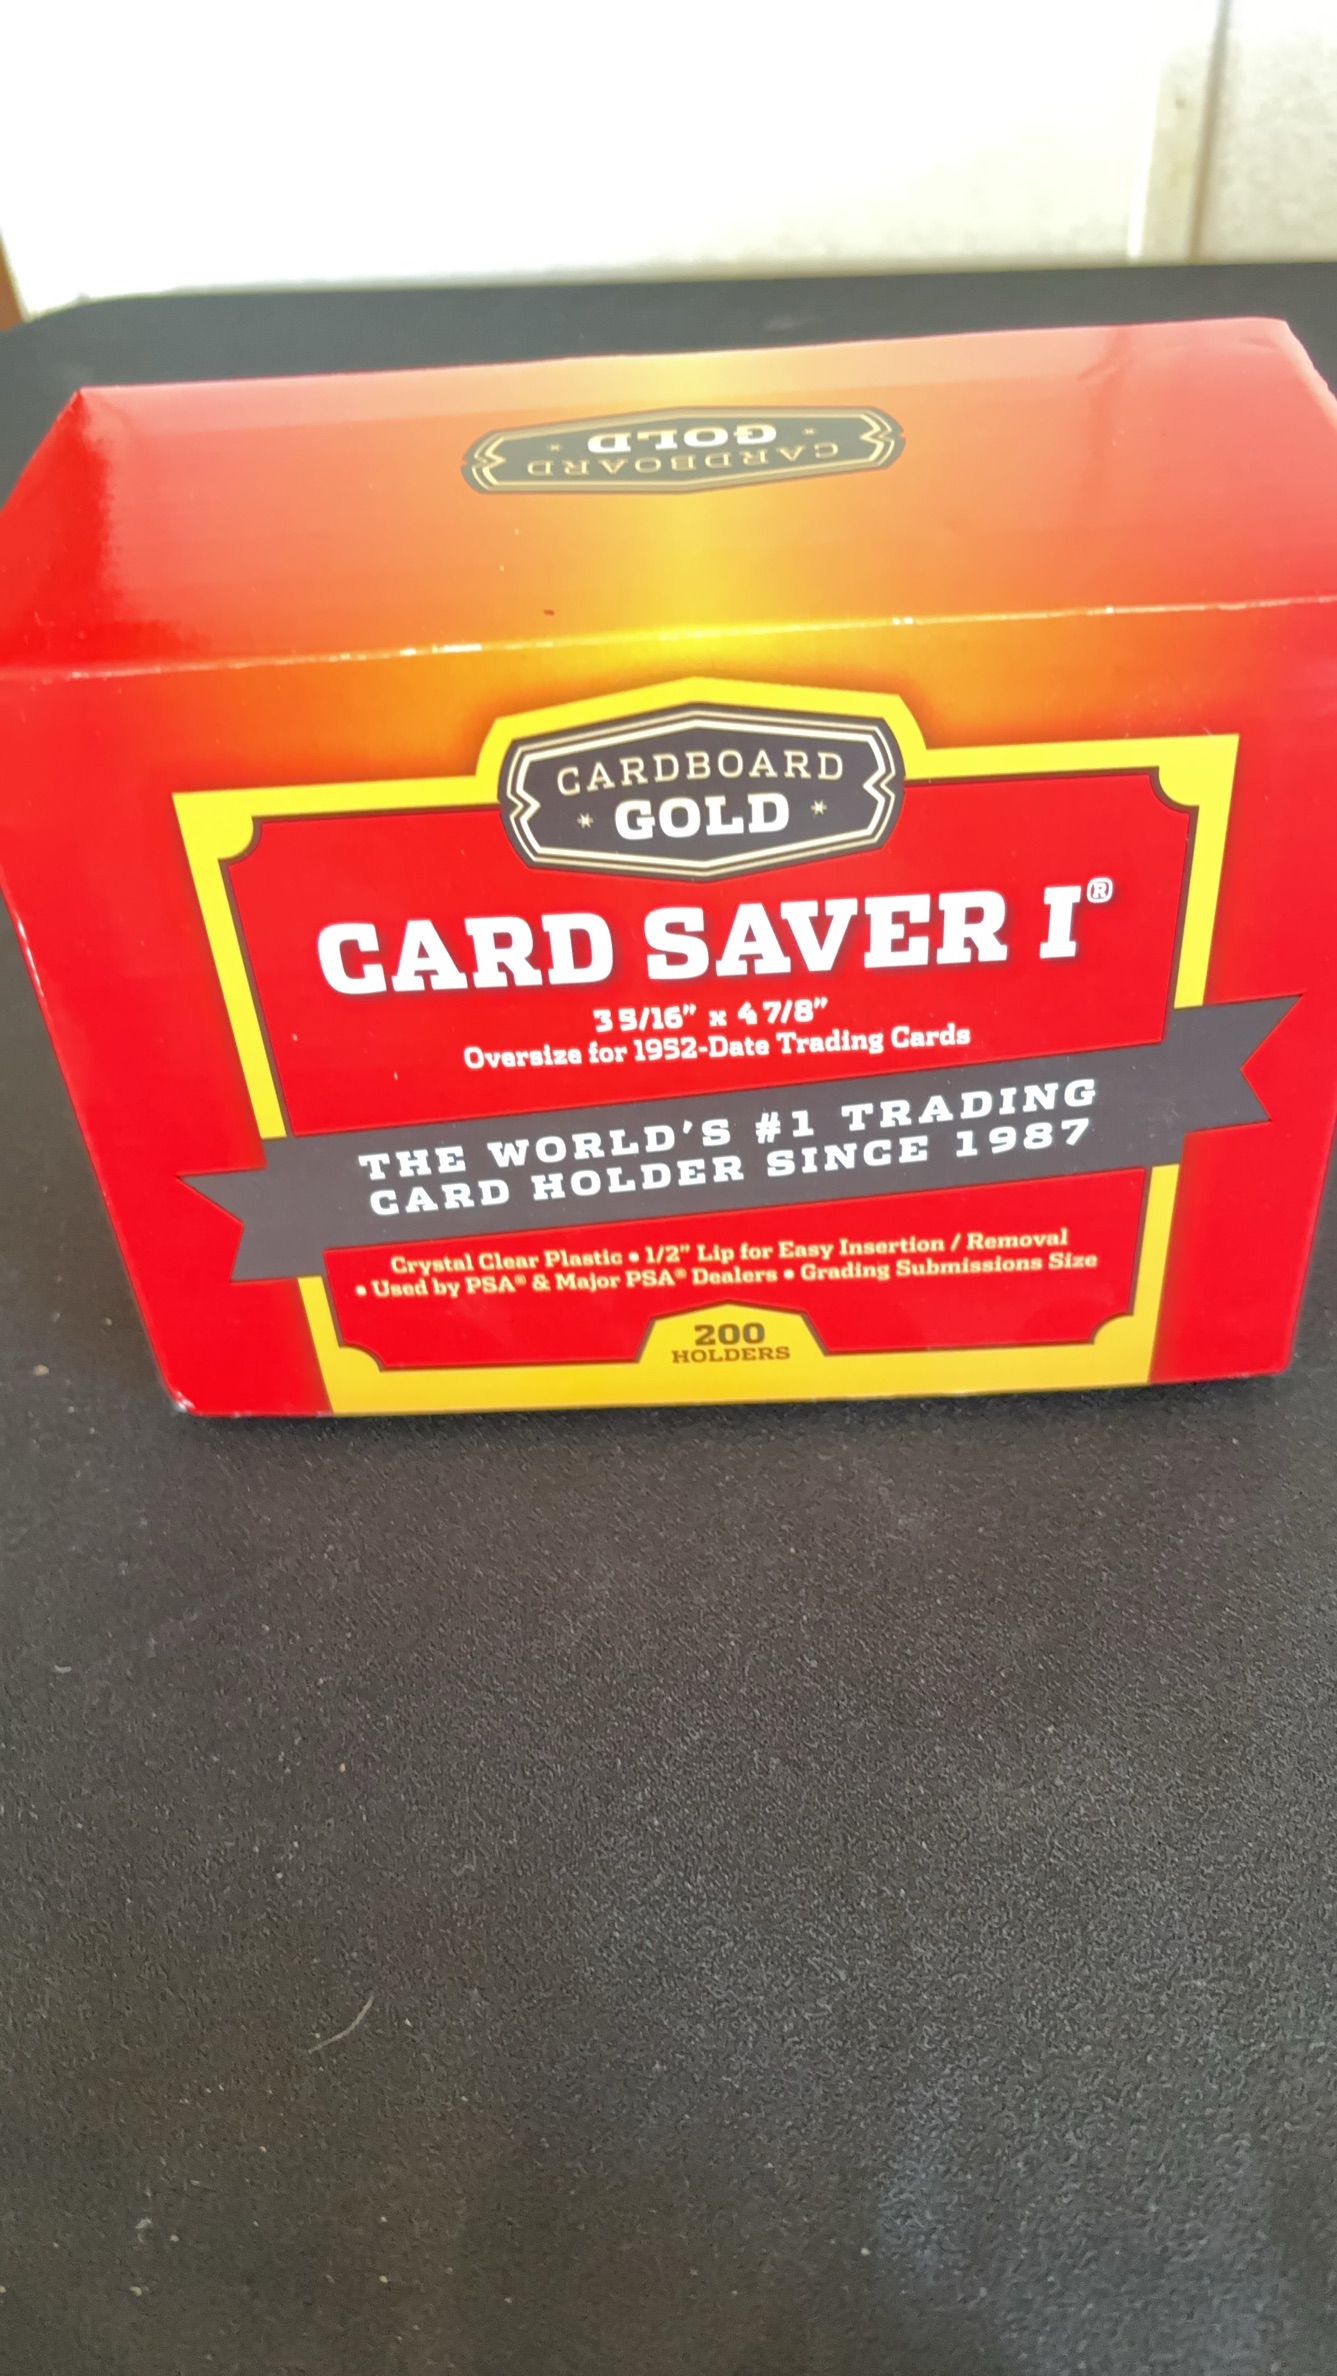 CARDBOARD
GOLD
CARDBOARD
* GOLD *
CARD SAVER I®
3 5/16" x 4 7/8"
Oversize for 1952-Date Trading Cards
THE WORLD'S #1 TRADING
CARD HOLDER SINCE 1987
Crystal Clear Plastic • 1/2" Lip for Easy Insertion / Removal
• Used by PSA® & Major PSA® Dealers • Grading Submissions Size
200
HOLDERS